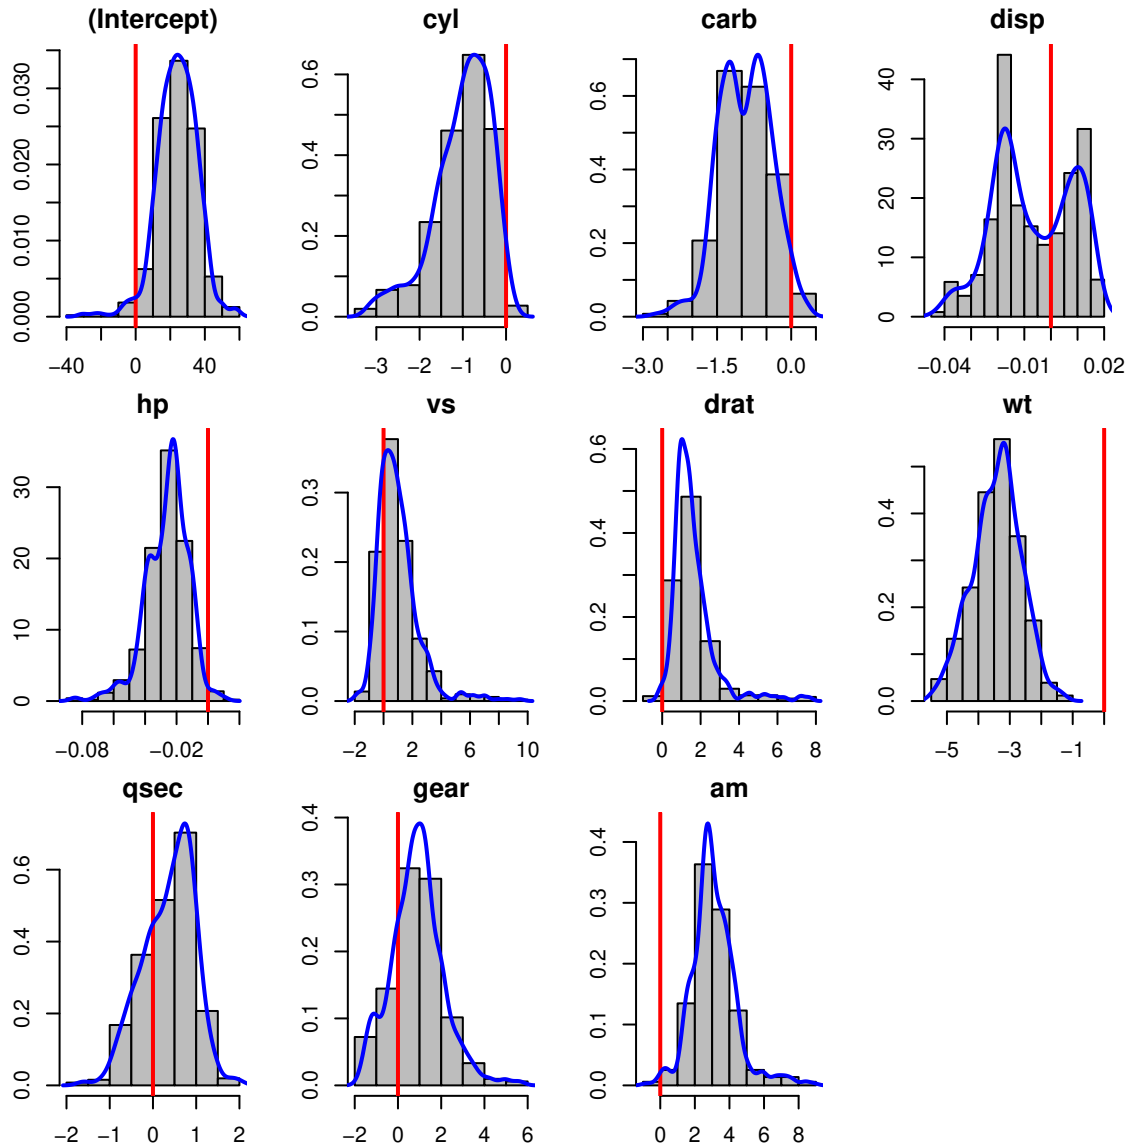 (Intercept) cyl carb disp
0.000 0.010 0.020 0.030
−40 0 40
0.0 0.2 0.4 0.6
−3 −2 −1 0
0.0 0.2 0.4 0.6
−3.0 −1.5 0.0
0 10 20 30 40
−0.04 −0.01 0.02
hp vs drat wt
0 10 20 30
−0.08 −0.02
0.0 0.1 0.2 0.3
−2 2 6 10
0.0 0.2 0.4 0.6
0 2 4 6 8
0.0 0.2 0.4
−5 −3 −1
qsec gear am
0.0 0.2 0.4 0.6
−2 −1 0 1 2
0.0 0.1 0.2 0.3 0.4
−2 0 2 4 6
0.0 0.1 0.2 0.3 0.4
0 2 4 6 8